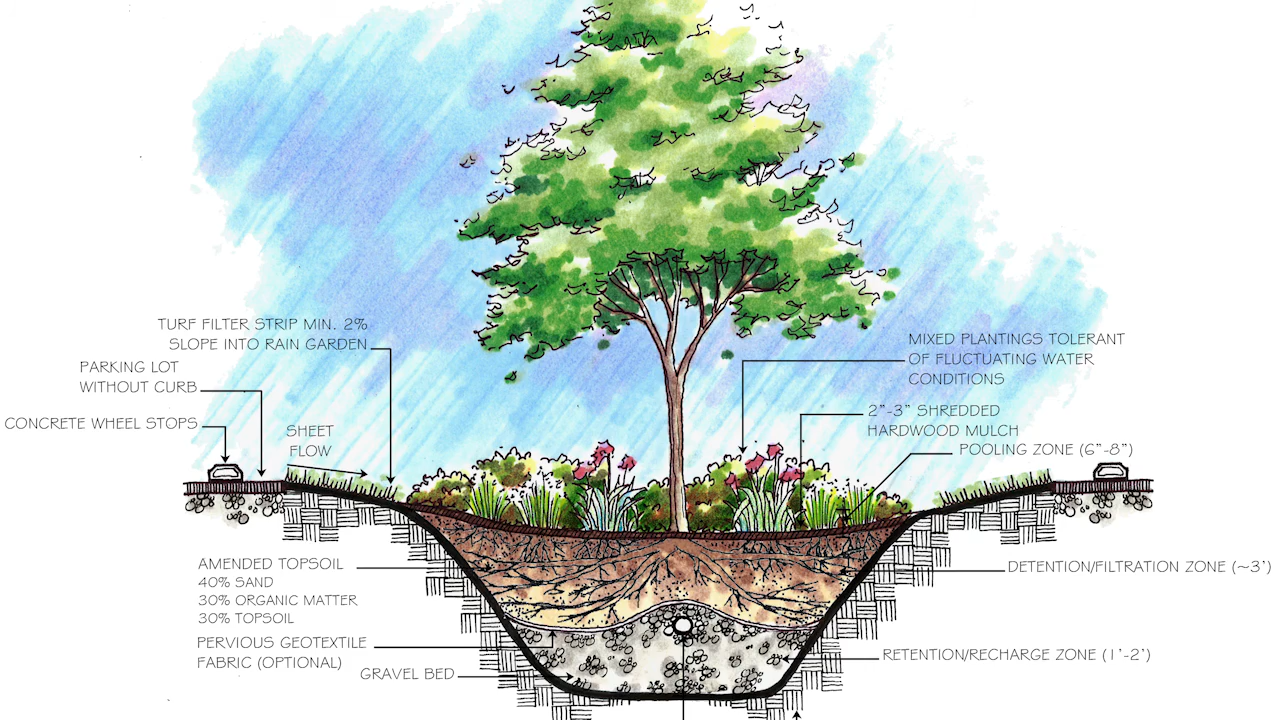 TURF FILTER STRIP MIN. 2%
SLOPE INTO RAIN GARDEN
PARKING LOT
WITHOUT CURB
CONCRETE WHEEL STOPS
SHEET
FLOW
MIXED PLANTINGS TOLERANT
OF FLUCTUATING WATER
CONDITIONS
2"-3" SHREDDED
HARDWOOD MULCH
POOLING ZONE (6"-8")
AMENDED TOPSOIL
40% SAND
30% ORGANIC MATTER
30% TOPSOIL
PERVIOUS GEOTEXTILE
FABRIC (OPTIONAL)
GRAVEL BED
DETENTION/FILTRATION ZONE (~3')
RETENTION/RECHARGE ZONE (1'-2')